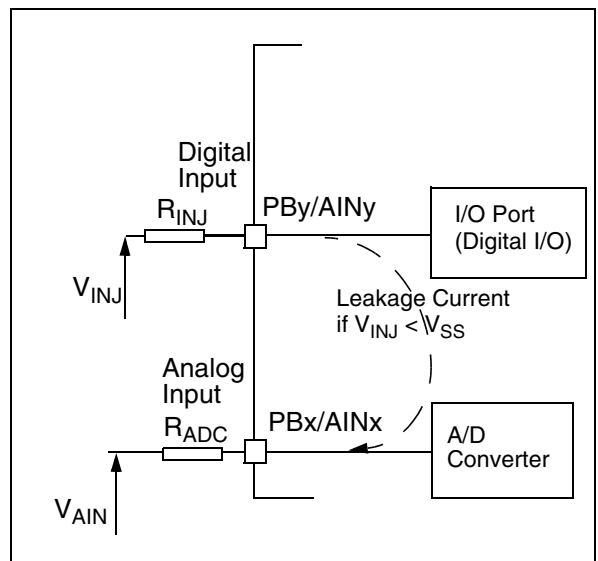 Digital
Input
R_INJ
PBy/AINy
I/O Port
(Digital I/O)
V_INJ
Leakage Current
if V_INJ < V_SS
Analog
Input
R_ADC
PBx/AINx
A/D
Converter
V_AIN